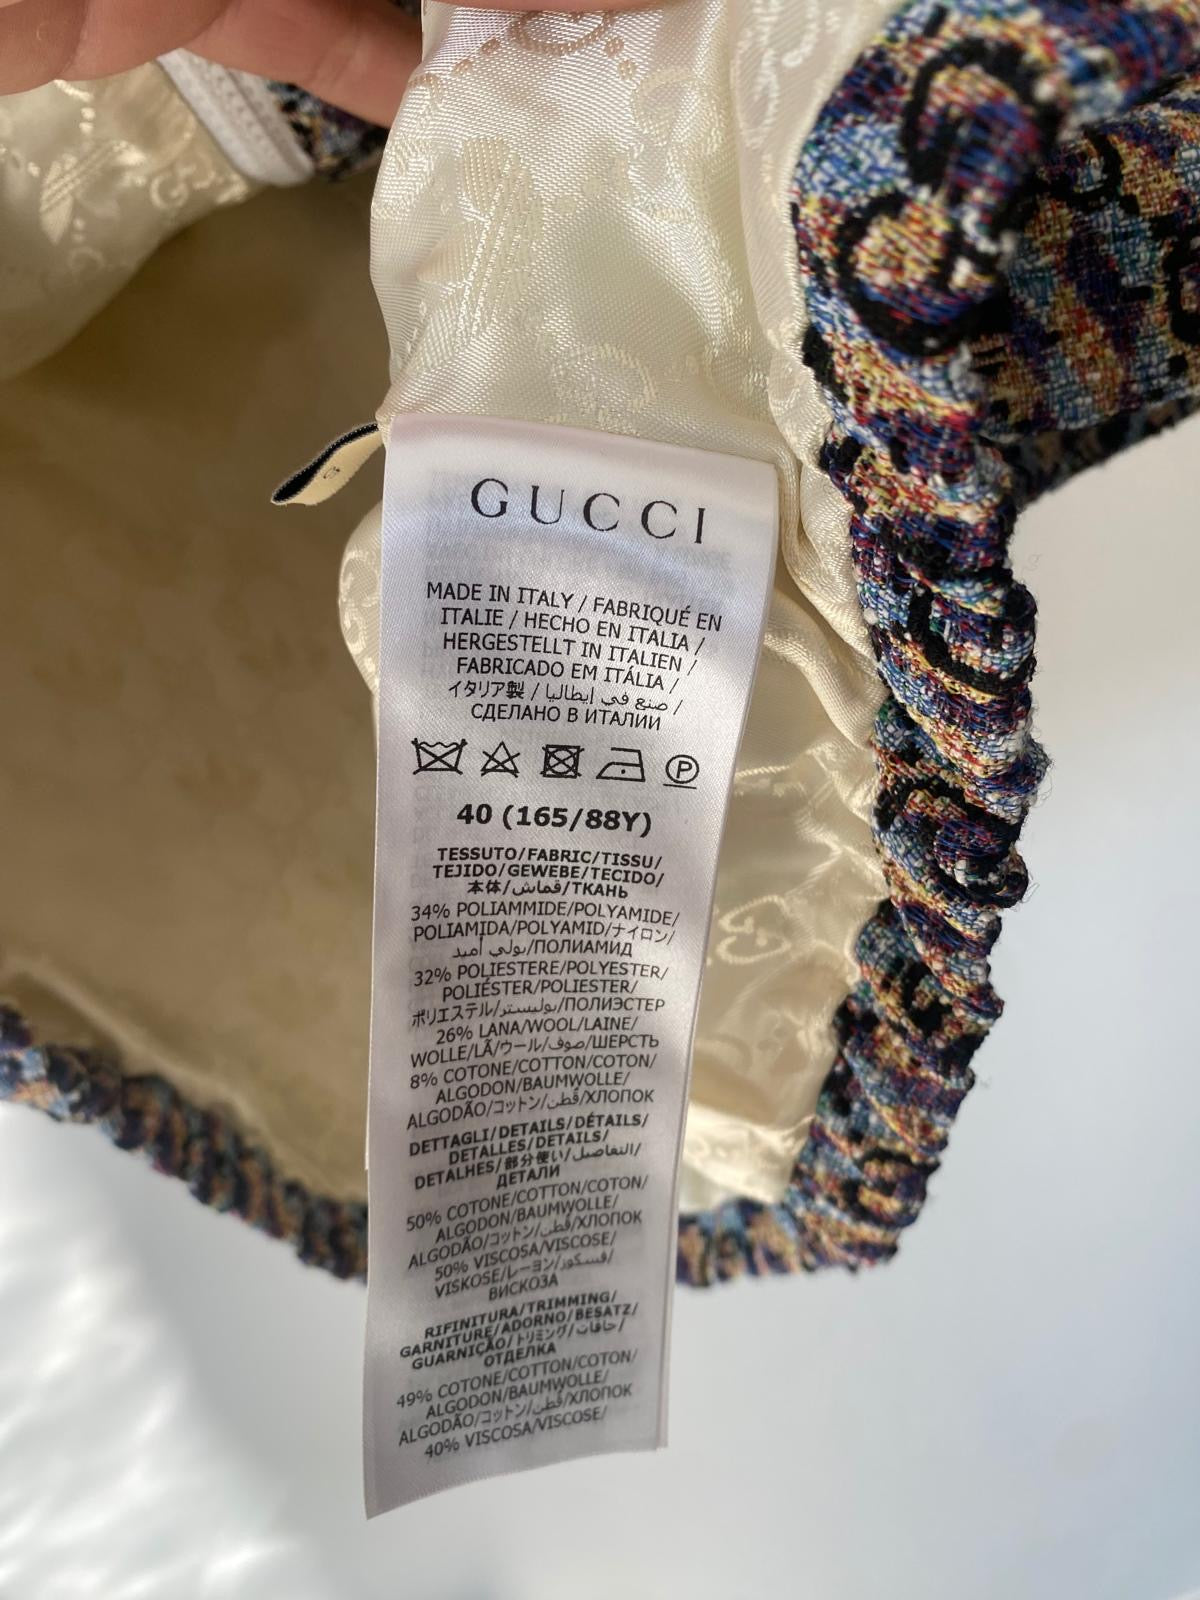 GUCCI
MADE IN ITALY / FABRIQUÉ EN
ITALIE / HECHO EN ITALIA /
HERGESTELLT IN ITALIEN /
FABRICADO EM ITÁLIA /
イタリア製 / صنع في إيطاليا /
СДЕЛАНО В ИТАЛИИ
P
40 (165/88Y)
TESSUTO/FABRIC/TISSU/
TEJIDO/GEWEBE/TECIDO/
本体/قماش/ТКАНЬ
34% POLIAMMIDE/POLYAMIDE/
POLIAMIDA/POLYAMID/ナイロン/
بولي أميد/ПОЛИАМИД
32% POLIESTERE/POLYESTER/
POLIÉSTER/POLIESTER/
ポリエステル/بوليستر/ПОЛИЭСТЕР
26% LANA/WOOL/LAINE/
WOLLE/LÃ/ウール/صوف/ШЕРСТЬ
8% COTONE/COTTON/COTON/
ALGODON/BAUMWOLLE/
ALGODÃO/コットン/قطن/ХЛОПОК
DETTAGLI/DETAILS/DÉTAILS/
DETALLES/DETAILS/
DETALHES/部分使い/التفاصيل/
ДЕТАЛИ
50% COTONE/COTTON/COTON/
ALGODON/BAUMWOLLE/
ALGODÃO/コットン/قطن/ХЛОПОК
50% VISCOSA/VISCOSE/
VISKOSE/レーヨン/فسكوز/
ВИСКОЗА
RIFINITURA/TRIMMING/
GARNITURE/ADORNO/BESATZ/
GUARNIÇÃO/トリミング/حافات/
ОТДЕЛКА
49% COTONE/COTTON/COTON/
ALGODON/BAUMWOLLE/
ALGODÃO/コットン/قطن/ХЛОПОК
40% VISCOSA/VISCOSE/